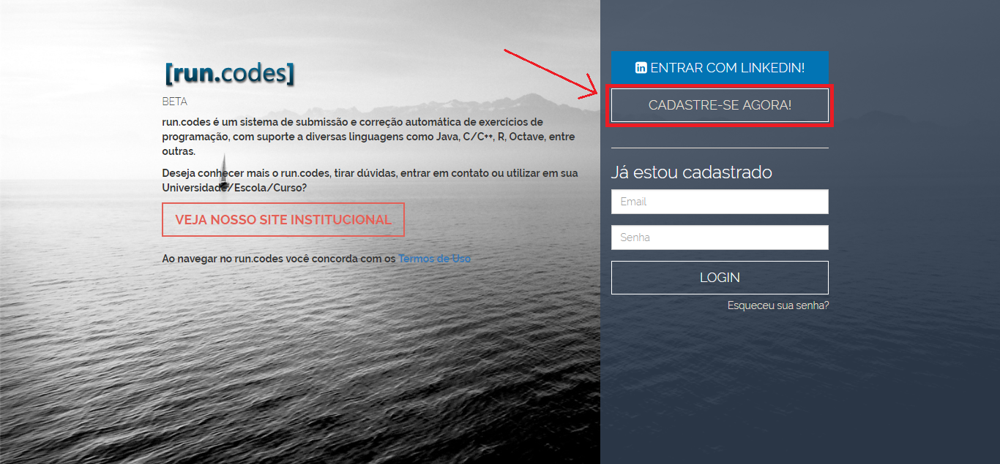 [run.codes]
BETA
run.codes é um sistema de submissão e correção automática de exercícios de
programação, com suporte a diversas linguagens como Java, C/C++, R, Octave, entre
outras.
Deseja conhecer mais o run.codes, tirar dúvidas, entrar em contato ou utilizar em sua
Universidade/Escola/Curso?
VEJA NOSSO SITE INSTITUCIONAL
Ao navegar no run.codes você concorda com os Termos de Uso
in ENTRAR COM LINKEDIN!
CADASTRE-SE AGORA!
Já estou cadastrado
Email
Senha
LOGIN
Esqueceu sua senha?